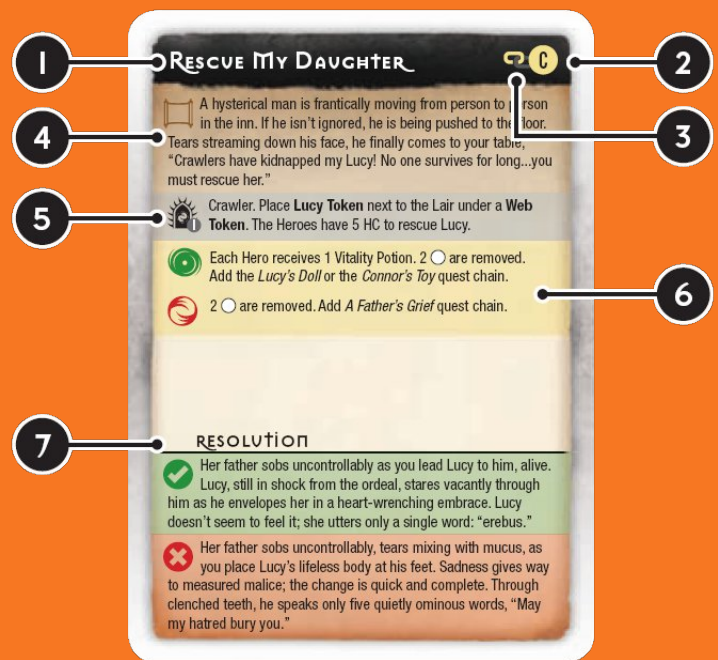 1
RESCUE MY DAUGHTER
C
2
3
A hysterical man is frantically moving from person to person
in the inn. If he isn't ignored, he is being pushed to the floor.
4
Tears streaming down his face, he finally comes to your table,
"Crawlers have kidnapped my Lucy! No one survives for long...you
must rescue her."
5
1
Crawler. Place Lucy Token next to the Lair under a Web
Token. The Heroes have 5 HC to rescue Lucy.
Each Hero receives 1 Vitality Potion. 2 are removed.
Add the Lucy's Doll or the Connor's Toy quest chain.
6
2 are removed. Add A Father's Grief quest chain.
7
RESOLUTION
Her father sobs uncontrollably as you lead Lucy to him, alive.
Lucy, still in shock from the ordeal, stares vacantly through
him as he envelopes her in a heart-wrenching embrace. Lucy
doesn't seem to feel it; she utters only a single word: "erebus."
Her father sobs uncontrollably, tears mixing with mucus, as
you place Lucy's lifeless body at his feet. Sadness gives way
to measured malice; the change is quick and complete. Through
clenched teeth, he speaks only five quietly ominous words, "May
my hatred bury you."